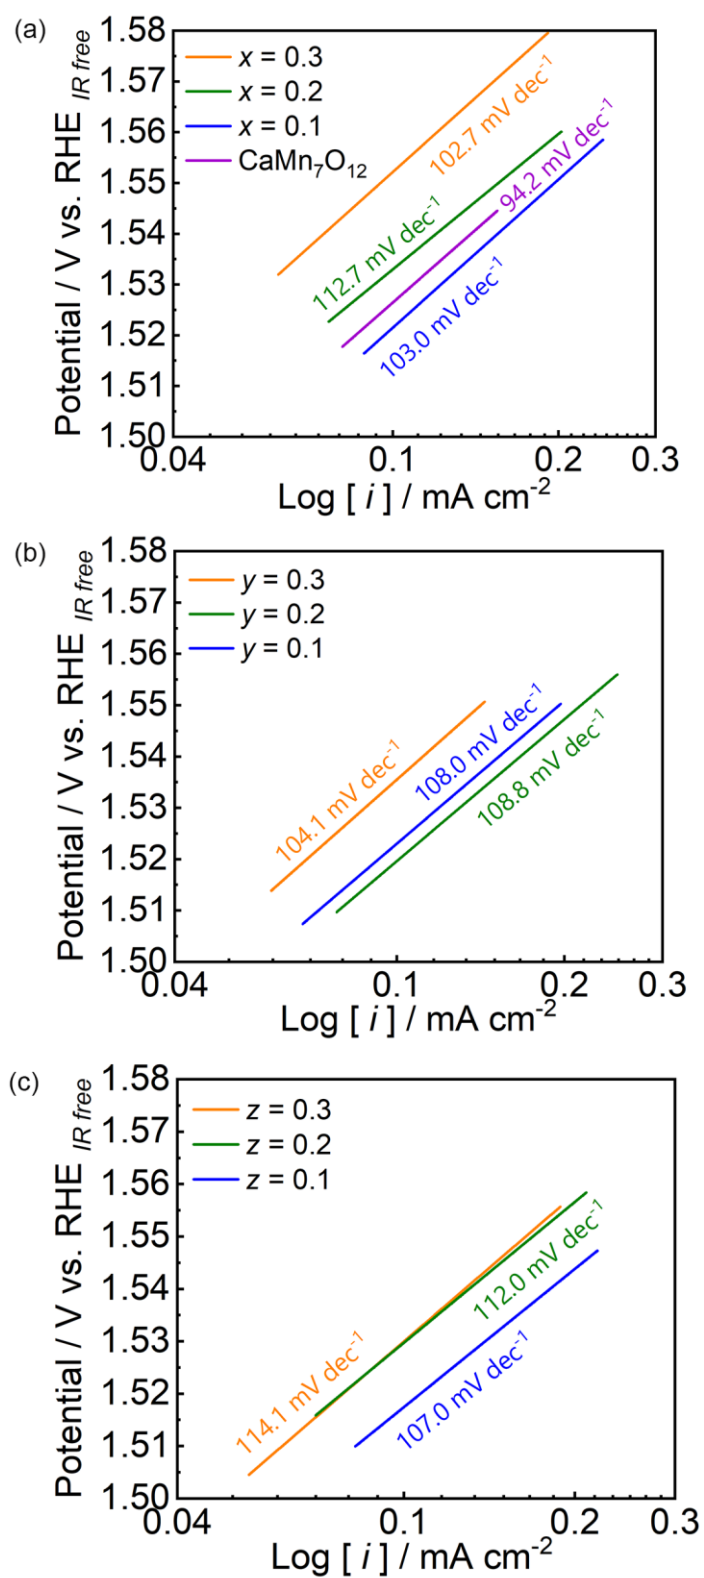 (a)
1.58
1.57
1.56
1.55
1.54
1.53
1.52
1.51
1.50
Potential / V vs. RHE IR free
x = 0.3
x = 0.2
x = 0.1
CaMn₇O₁₂
102.7 mV dec⁻¹
94.2 mV dec⁻¹
112.7 mV dec⁻¹
103.0 mV dec⁻¹
0.04 0.1 0.2 0.3
Log [ i ] / mA cm⁻²
(b)
1.58
1.57
1.56
1.55
1.54
1.53
1.52
1.51
1.50
Potential / V vs. RHE IR free
y = 0.3
y = 0.2
y = 0.1
104.1 mV dec⁻¹
108.0 mV dec⁻¹
108.8 mV dec⁻¹
0.04 0.1 0.2 0.3
Log [ i ] / mA cm⁻²
(c)
1.58
1.57
1.56
1.55
1.54
1.53
1.52
1.51
1.50
Potential / V vs. RHE IR free
z = 0.3
z = 0.2
z = 0.1
114.1 mV dec⁻¹
112.0 mV dec⁻¹
107.0 mV dec⁻¹
0.04 0.1 0.2 0.3
Log [ i ] / mA cm⁻²